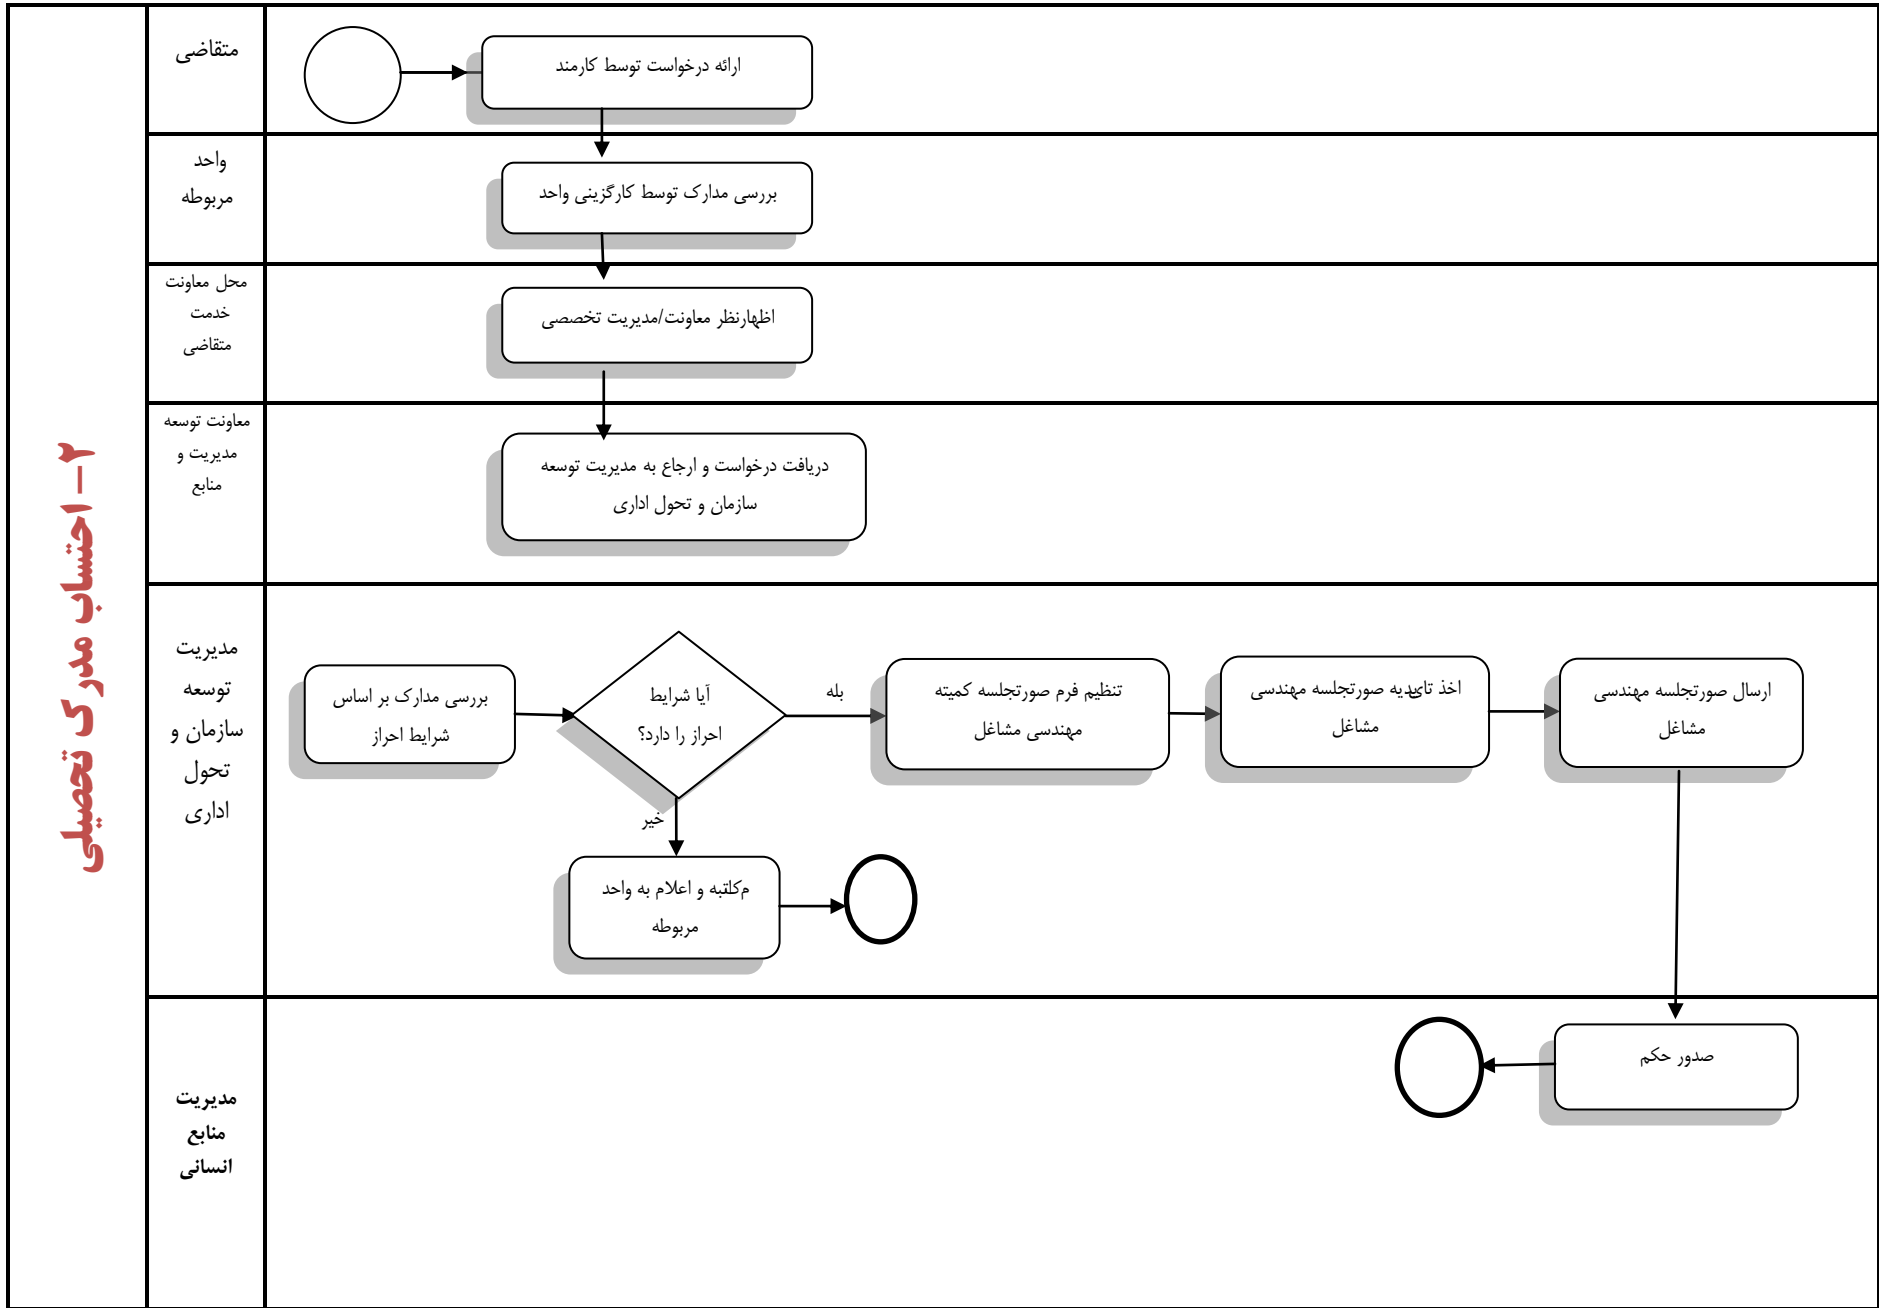 ۲– احتساب مدرک تحصیلی
متقاضی
ارائه درخواست توسط کارمند
واحد
مربوطه
بررسی مدارک توسط کارگزینی واحد
محل معاونت
خدمت
متقاضی
اظهارنظر معاونت/مدیریت تخصصی
معاونت توسعه
مدیریت و
منابع
دریافت درخواست و ارجاع به مدیریت توسعه
سازمان و تحول اداری
مدیریت
توسعه
سازمان و
تحول
اداری
بررسی مدارک بر اساس
شرایط احراز
آیا شرایط
احراز را دارد؟
بله
خیر
تنظیم فرم صورتجلسه کمیته
مهندسی مشاغل
اخذ تاییدیه صورتجلسه مهندسی
مشاغل
ارسال صورتجلسه مهندسی
مشاغل
مکاتبه و اعلام به واحد
مربوطه
مدیریت
منابع
انسانی
صدور حکم